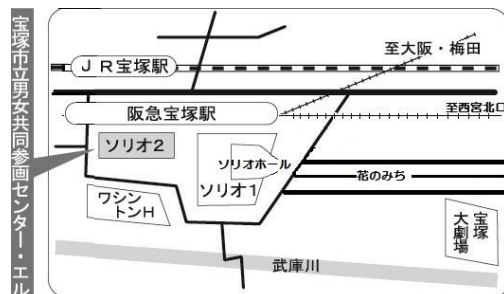 宝塚市立男女共同参画センター・エル
JR宝塚駅
至大阪・梅田
阪急宝塚駅
至西宮北口
ソリオ2
ソリオホール
ソリオ1
花のみち
ワシントンH
宝塚大劇場
武庫川